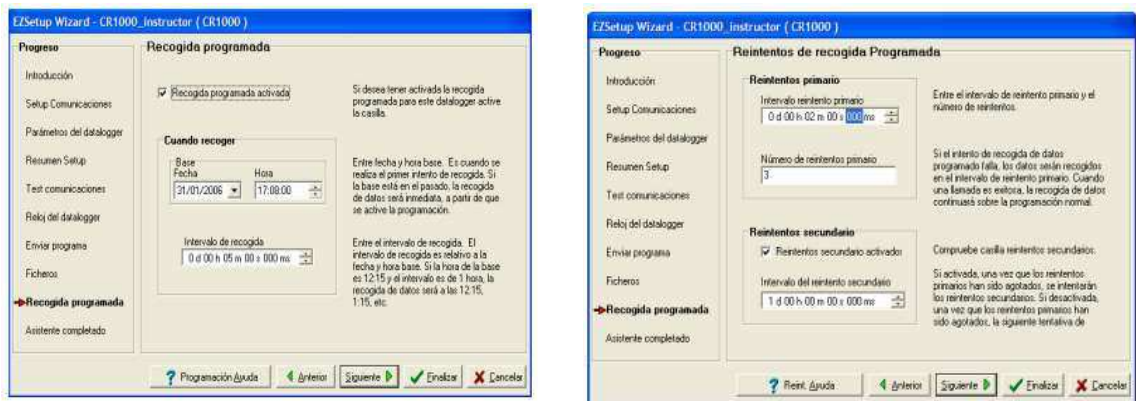 EZSetup Wizard - CR1000_instructor ( CR1000 )
Progreso
Introducción
Setup Comunicaciones
Parámetros del datalogger
Resumen Setup
Test comunicaciones
Reloj del datalogger
Enviar programa
Ficheros
Recogida programada
Asistente completado
Recogida programada
Recogida programada activada
Si desea tener activada la recogida
programada para este datalogger active
la casilla.
Cuando recoger
Base
Fecha
Hora
31/01/2006
17:08:00
Entre fecha y hora base. Es cuando se
realiza el primer intento de recogida. Si
la base está en el pasado, la recogida
de datos será inmediata, a partir de que
se active la programación.
Intervalo de recogida
0 d 00 h 05 m 00 s 000 ms
Entre el intervalo de recogida. El
intervalo de recogida es relativo a la
fecha y hora base. Si la hora de la base
es 12:15 y el intervalo es de 1 hora, la
recogida de datos será a las 12:15,
1:15, etc.
Programación Ayuda
Anterior
Siguiente
Finalizar
Cancelar
EZSetup Wizard - CR1000_instructor ( CR1000 )
Progreso
Introducción
Setup Comunicaciones
Parámetros del datalogger
Resumen Setup
Test comunicaciones
Reloj del datalogger
Enviar programa
Ficheros
Recogida programada
Asistente completado
Reintentos de recogida Programada
Reintentos primario
Intervalo reintento primario
0 d 00 h 02 m 00 s 000 ms
Entre el intervalo de reintento primario y el
número de reintentos.
Número de reintentos primario
3
Si el intento de recogida de datos
programado falla, los datos serán recogidos
en el intervalo de reintento primario. Cuando
una llamada es exitosa, la recogida de datos
continuará sobre la programación normal.
Reintentos secundario
Reintentos secundario activador
Compruebe casilla reintentos secundarios.
Intervalo del reintento secundario
1 d 00 h 00 m 00 s 000 ms
Si activada, una vez que los reintentos
primarios han sido agotados, se intentarán
los reintentos secundarios. Si desactivada,
una vez que los reintentos primarios han
sido agotados, la siguiente tentativa de
Reint. Ayuda
Anterior
Siguiente
Finalizar
Cancelar